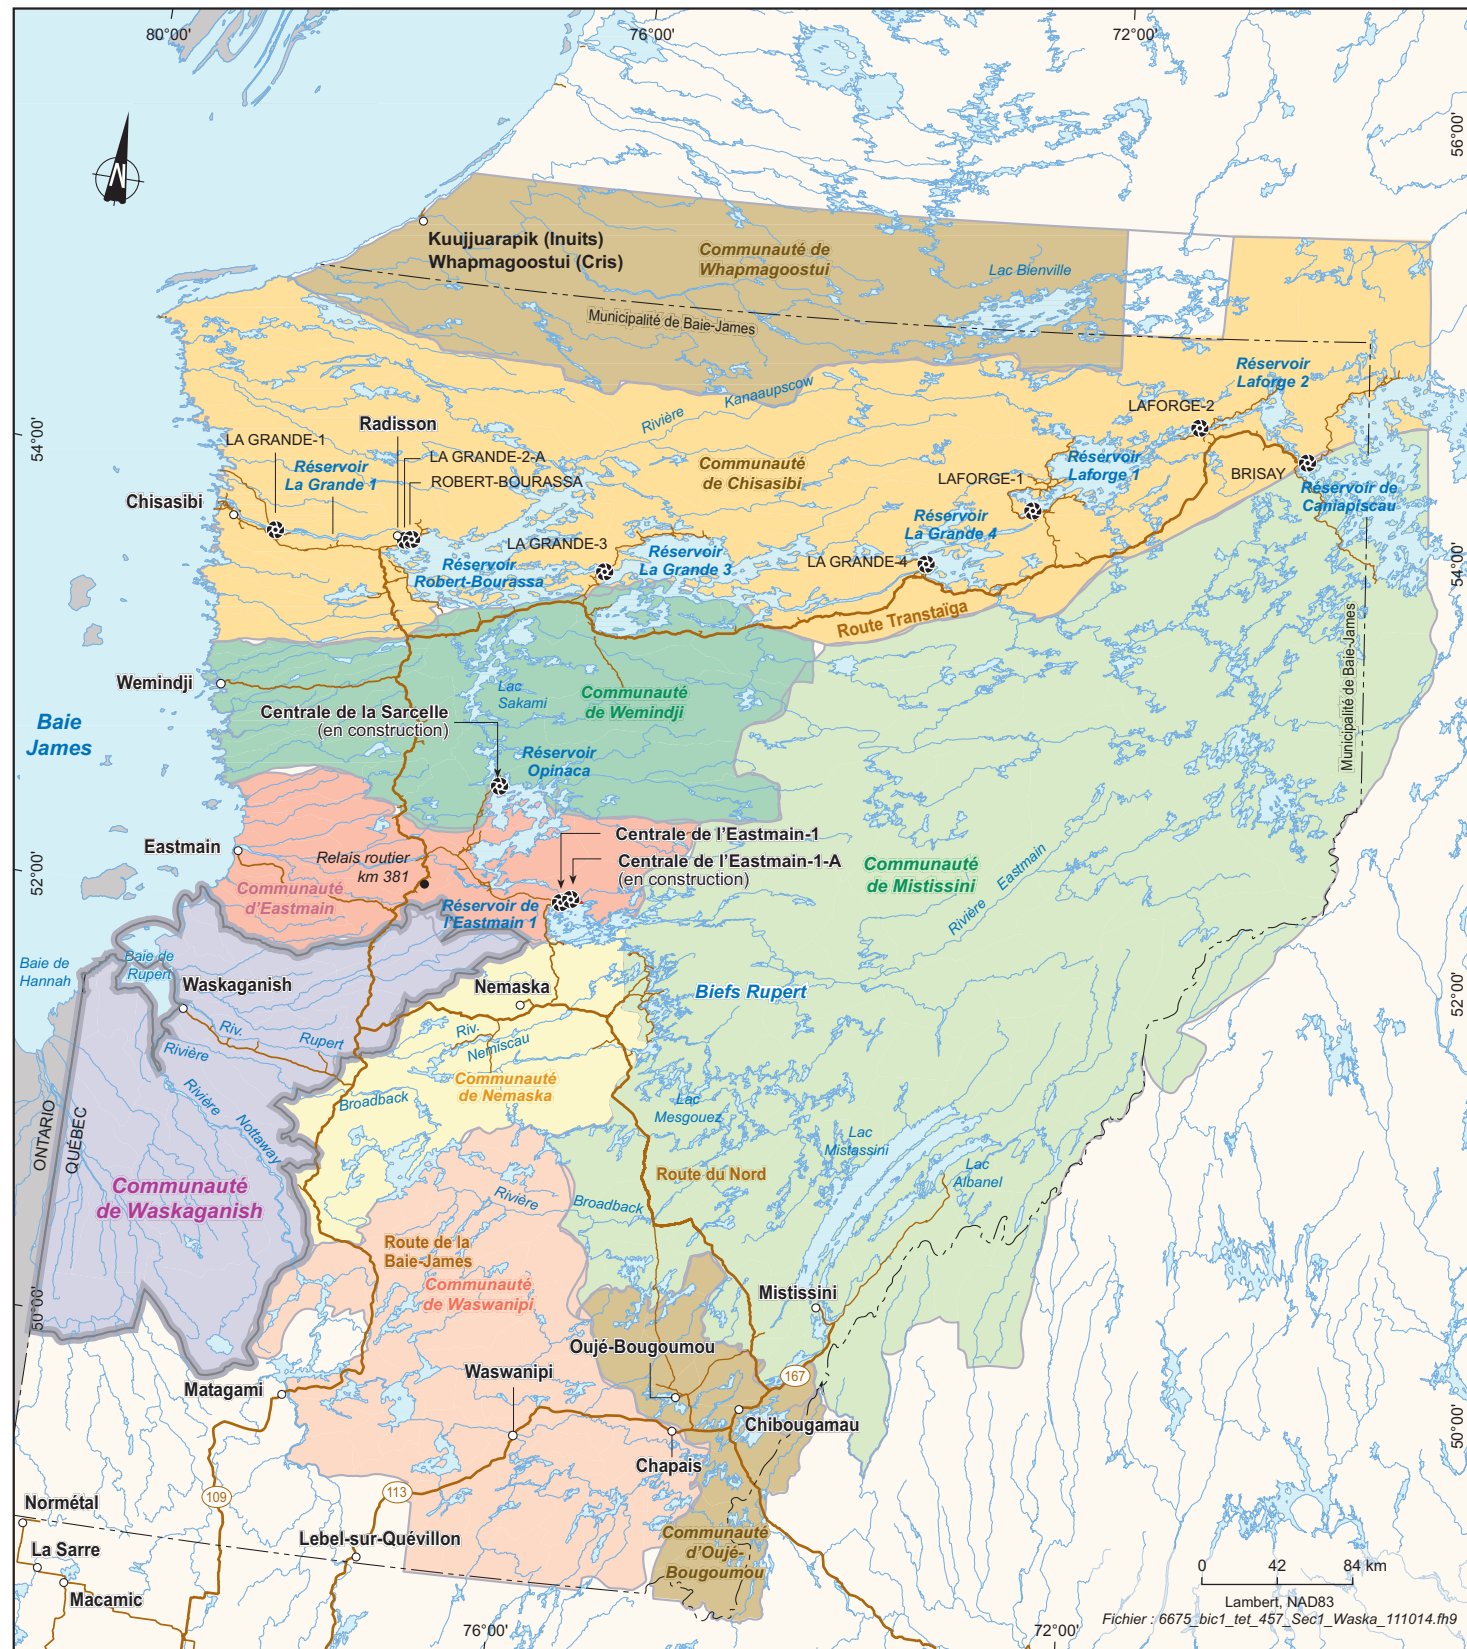 80°00'
76°00'
72°00'
56°00'
N
Kuujjuarapik (Inuits)
Whapmagoostui (Cris)
Communauté de
Whapmagoostui
Lac Bienville
Municipalité de Baie-James
Réservoir
Laforge 2
Rivière
Kanaaupscow
LAFORGE-2
Radisson
54°00'
LA GRANDE-1
LA GRANDE-2-A
Réservoir
La Grande 1
ROBERT-BOURASSA
Communauté
de Chisasibi
Réservoir
Laforge 1
LAFORGE-1
BRISAY
Réservoir de
Caniapiscau
Chisasibi
Réservoir
La Grande 4
LA GRANDE-3
Réservoir
La Grande 3
LA GRANDE-4
Réservoir
Robert-Bourassa
54°00'
Route Transtaïga
Municipalité de Baie-James
Wemindji
Lac
Sakami
Communauté
de Wemindji
Centrale de la Sarcelle
(en construction)
Baie
James
Réservoir
Opinaca
Centrale de l'Eastmain-1
Eastmain
Relais routier
km 381
Centrale de l'Eastmain-1-A
(en construction)
Communauté
de Mistissini
Rivière
Eastmain
52°00'
Communauté
d'Eastmain
Réservoir de
l'Eastmain 1
Baie de
Hannah
Baie de
Rupert
Waskaganish
Nemaska
Biefs Rupert
52°00'
Riv.
Rupert
Riv.
Nemiscau
Rivière
Broadback
Communauté
de Nemaska
Rivière
Nottaway
Lac
Mesgouez
Lac
Mistassini
Lac
Albanel
ONTARIO
QUÉBEC
Communauté
de Waskaganish
Route du Nord
Rivière
Broadback
Route de la
Baie-James
Communauté
de Waswanipi
50°00'
Mistissini
Oujé-Bougoumou
Waswanipi
Matagami
167
Chibougamau
50°00'
Chapais
109
113
Normétal
Lebel-sur-Quévillon
La Sarre
Macamic
Communauté
d'Oujé-
Bougoumou
0 42 84 km
Lambert, NAD83
Fichier : 6675_bic1_tet_457_Sec1_Waska_111014.fh9
76°00'
72°00'